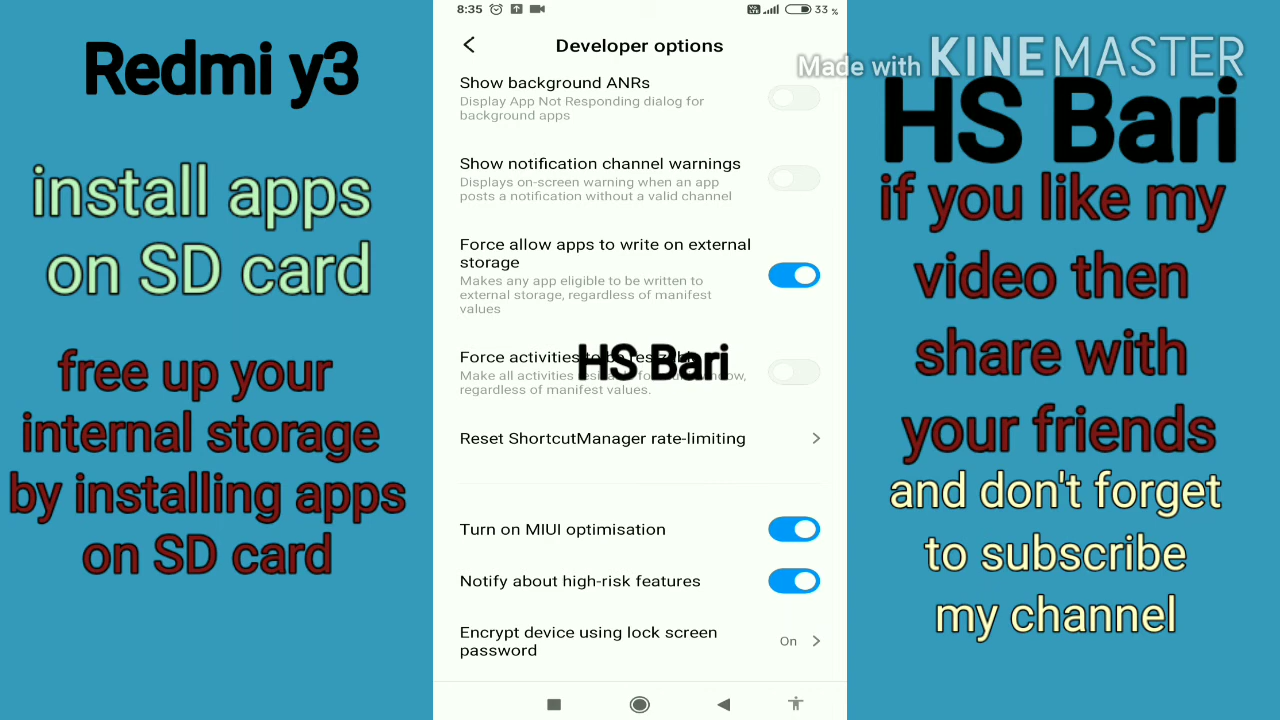 Redmi y3
install apps
on SD card
free up your
internal storage
by installing apps
on SD card
8:35
33 %
Developer options
Show background ANRs
Display App Not Responding dialog for
background apps
Show notification channel warnings
Displays on-screen warning when an app
posts a notification without a valid channel
Force allow apps to write on external
storage
Makes any app eligible to be written to
external storage, regardless of manifest
values
Force activities to be
HS Bari
Make all activities
regardless of manifest values.
Reset ShortcutManager rate-limiting
Turn on MIUI optimisation
Notify about high-risk features
Encrypt device using lock screen
password
On
Made with KINEMASTER
HS Bari
if you like my
video then
share with
your friends
and don't forget
to subscribe
my channel